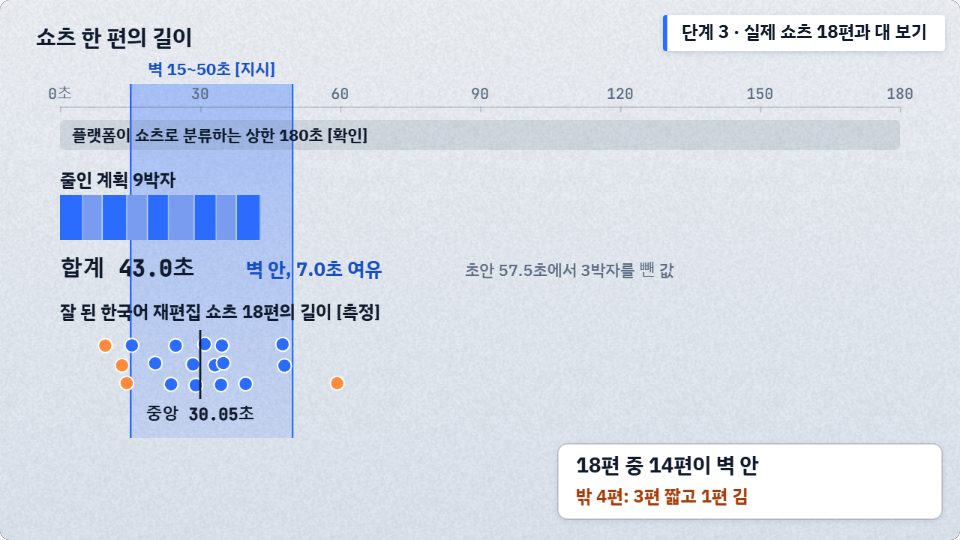 쇼츠 한 편의 길이
단계 3 · 실제 쇼츠 18편과 대 보기
벽 15~50초 [지시]
0초 30 60 90 120 150 180
플랫폼이 쇼츠로 분류하는 상한 180초 [확인]
줄인 계획 9박자
합계 43.0초 벽 안, 7.0초 여유 초안 57.5초에서 3박자를 뺀 값
잘 된 한국어 재편집 쇼츠 18편의 길이 [측정]
중앙 30.05초
18편 중 14편이 벽 안
밖 4편: 3편 짧고 1편 김